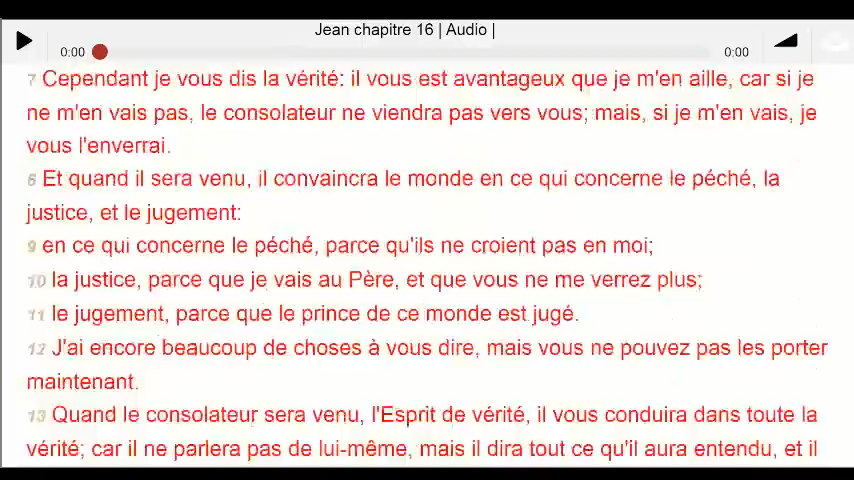 Jean chapitre 16 | Audio |
0:00
0:00
7 Cependant je vous dis la vérité: il vous est avantageux que je m'en aille, car si je
ne m'en vais pas, le consolateur ne viendra pas vers vous; mais, si je m'en vais, je
vous l'enverrai.
8 Et quand il sera venu, il convaincra le monde en ce qui concerne le péché, la
justice, et le jugement:
9 en ce qui concerne le péché, parce qu'ils ne croient pas en moi;
10 la justice, parce que je vais au Père, et que vous ne me verrez plus;
11 le jugement, parce que le prince de ce monde est jugé.
12 J'ai encore beaucoup de choses à vous dire, mais vous ne pouvez pas les porter
maintenant.
13 Quand le consolateur sera venu, l'Esprit de vérité, il vous conduira dans toute la
vérité; car il ne parlera pas de lui-même, mais il dira tout ce qu'il aura entendu, et il